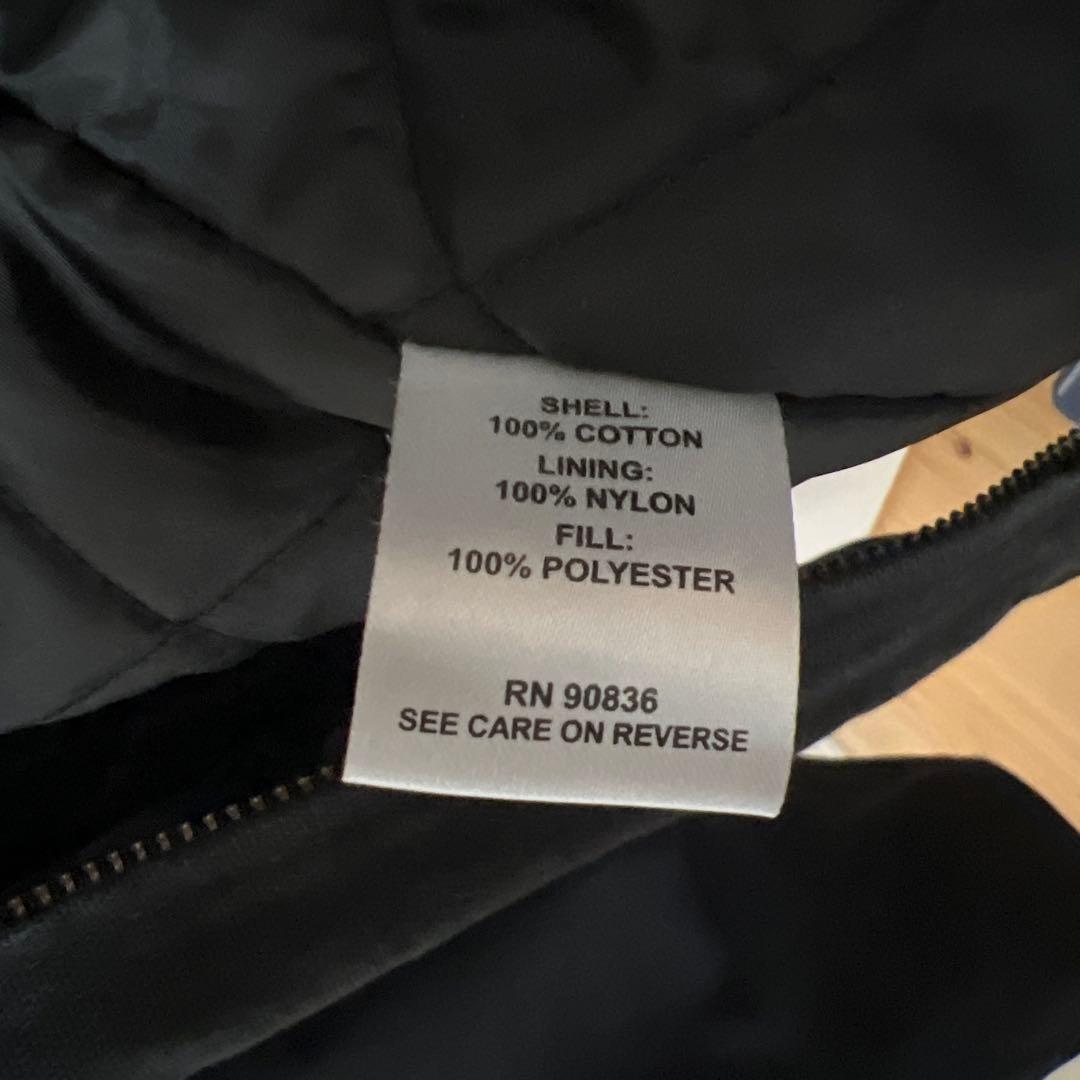 SHELL:
100% COTTON
LINING:
100% NYLON
FILL:
100% POLYESTER
RN 90836
SEE CARE ON REVERSE